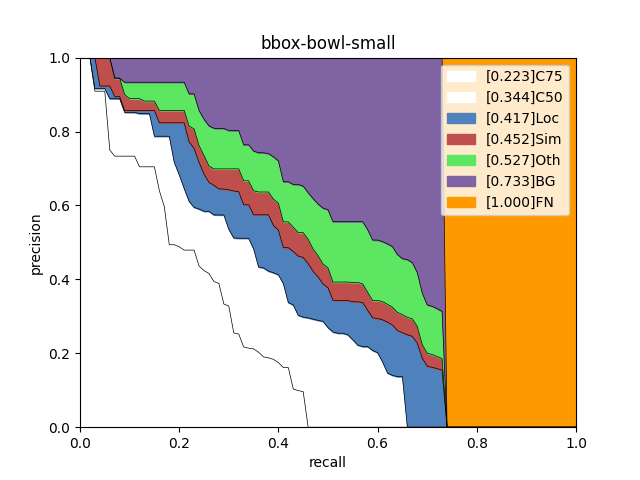 bbox-bowl-small
1.0
0.8
0.6
0.4
0.2
0.0
precision
[0.223]C75
[0.344]C50
[0.417]Loc
[0.452]Sim
[0.527]Oth
[0.733]BG
[1.000]FN
0.0 0.2 0.4 0.6 0.8 1.0
recall